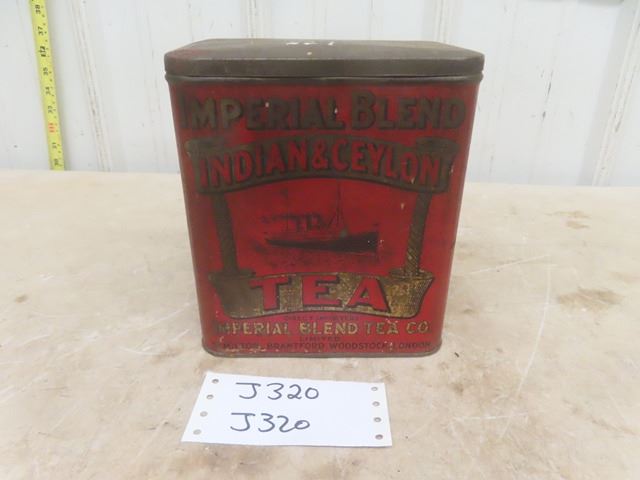 IMPERIAL BLEND
INDIAN & CEYLON
TEA
IMPERIAL BLEND TEA CO.
LIMITED
BRANTFORD, WOODSTOCK, LONDON
J320
J320